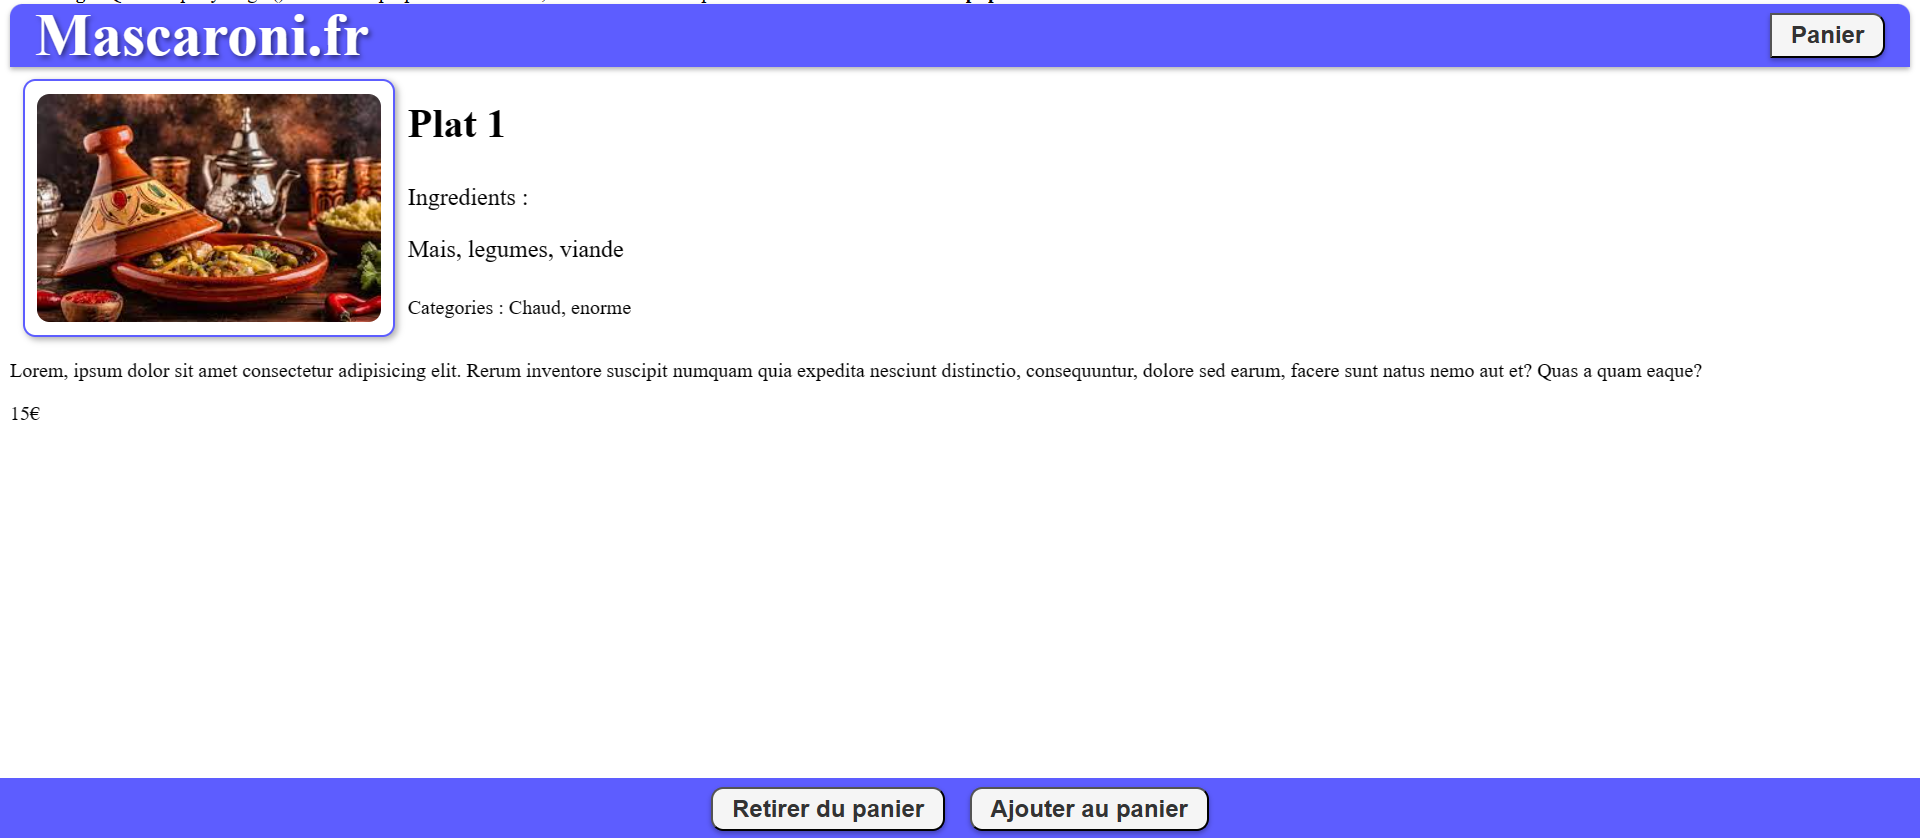 Mascaroni.fr
Panier
Plat 1
Ingredients :
Mais, legumes, viande
Categories : Chaud, enorme
Lorem, ipsum dolor sit amet consectetur adipisicing elit. Rerum inventore suscipit numquam quia expedita nesciunt distinctio, consequuntur, dolore sed earum, facere sunt natus nemo aut et? Quas a quam eaque?
15€
Retirer du panier
Ajouter au panier